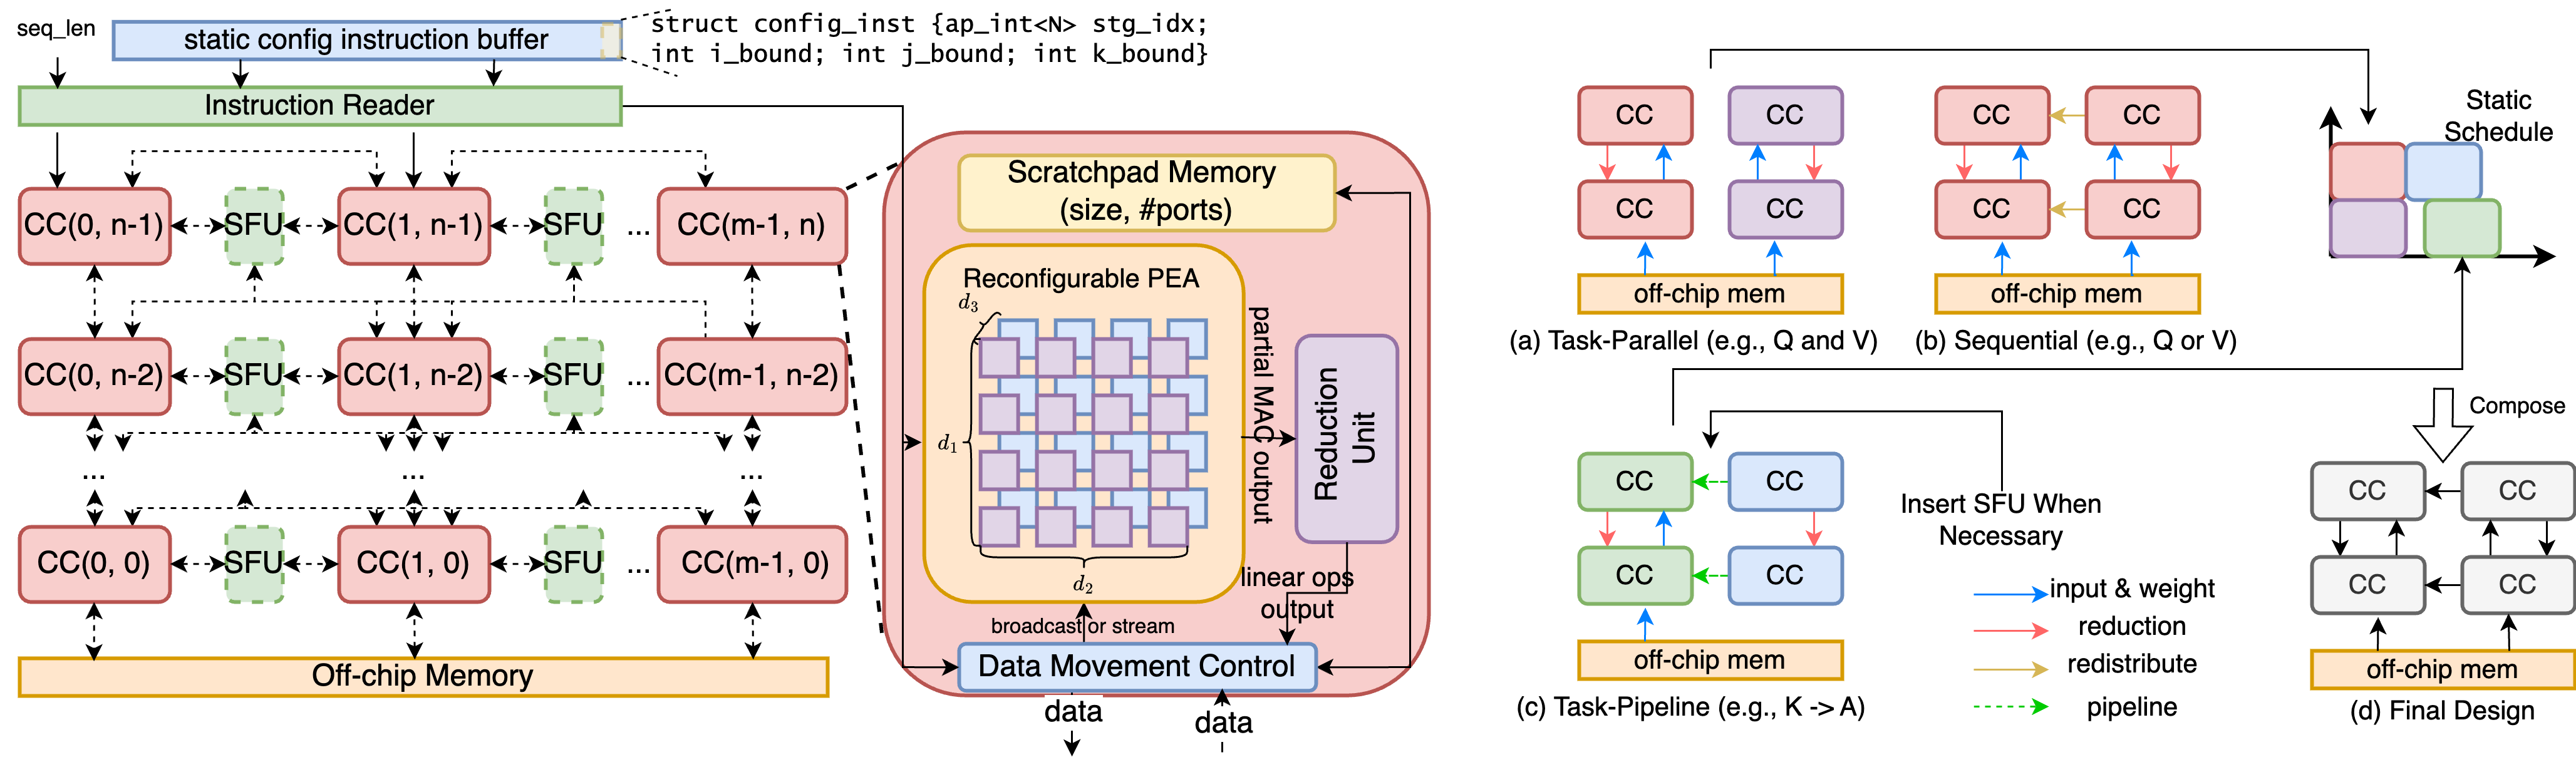 seq_len
static config instruction buffer
struct config_inst {ap_int<N> stg_idx;
int i_bound; int j_bound; int k_bound}
Instruction Reader
CC(0, n-1)
SFU
CC(1, n-1)
SFU
...
CC(m-1, n)
CC(0, n-2)
SFU
CC(1, n-2)
SFU
...
CC(m-1, n-2)
...
...
...
CC(0, 0)
SFU
CC(1, 0)
SFU
...
CC(m-1, 0)
Off-chip Memory
Scratchpad Memory
(size, #ports)
Reconfigurable PEA
d3
d1
d2
partial MAC output
Reduction
Unit
linear ops
output
broadcast or stream
Data Movement Control
data
data
CC
CC
CC
CC
off-chip mem
(a) Task-Parallel (e.g., Q and V)
CC
CC
CC
CC
off-chip mem
(b) Sequential (e.g., Q or V)
Static
Schedule
CC
CC
CC
CC
off-chip mem
(c) Task-Pipeline (e.g., K -> A)
Insert SFU When
Necessary
input & weight
reduction
redistribute
pipeline
Compose
CC
CC
CC
CC
off-chip mem
(d) Final Design